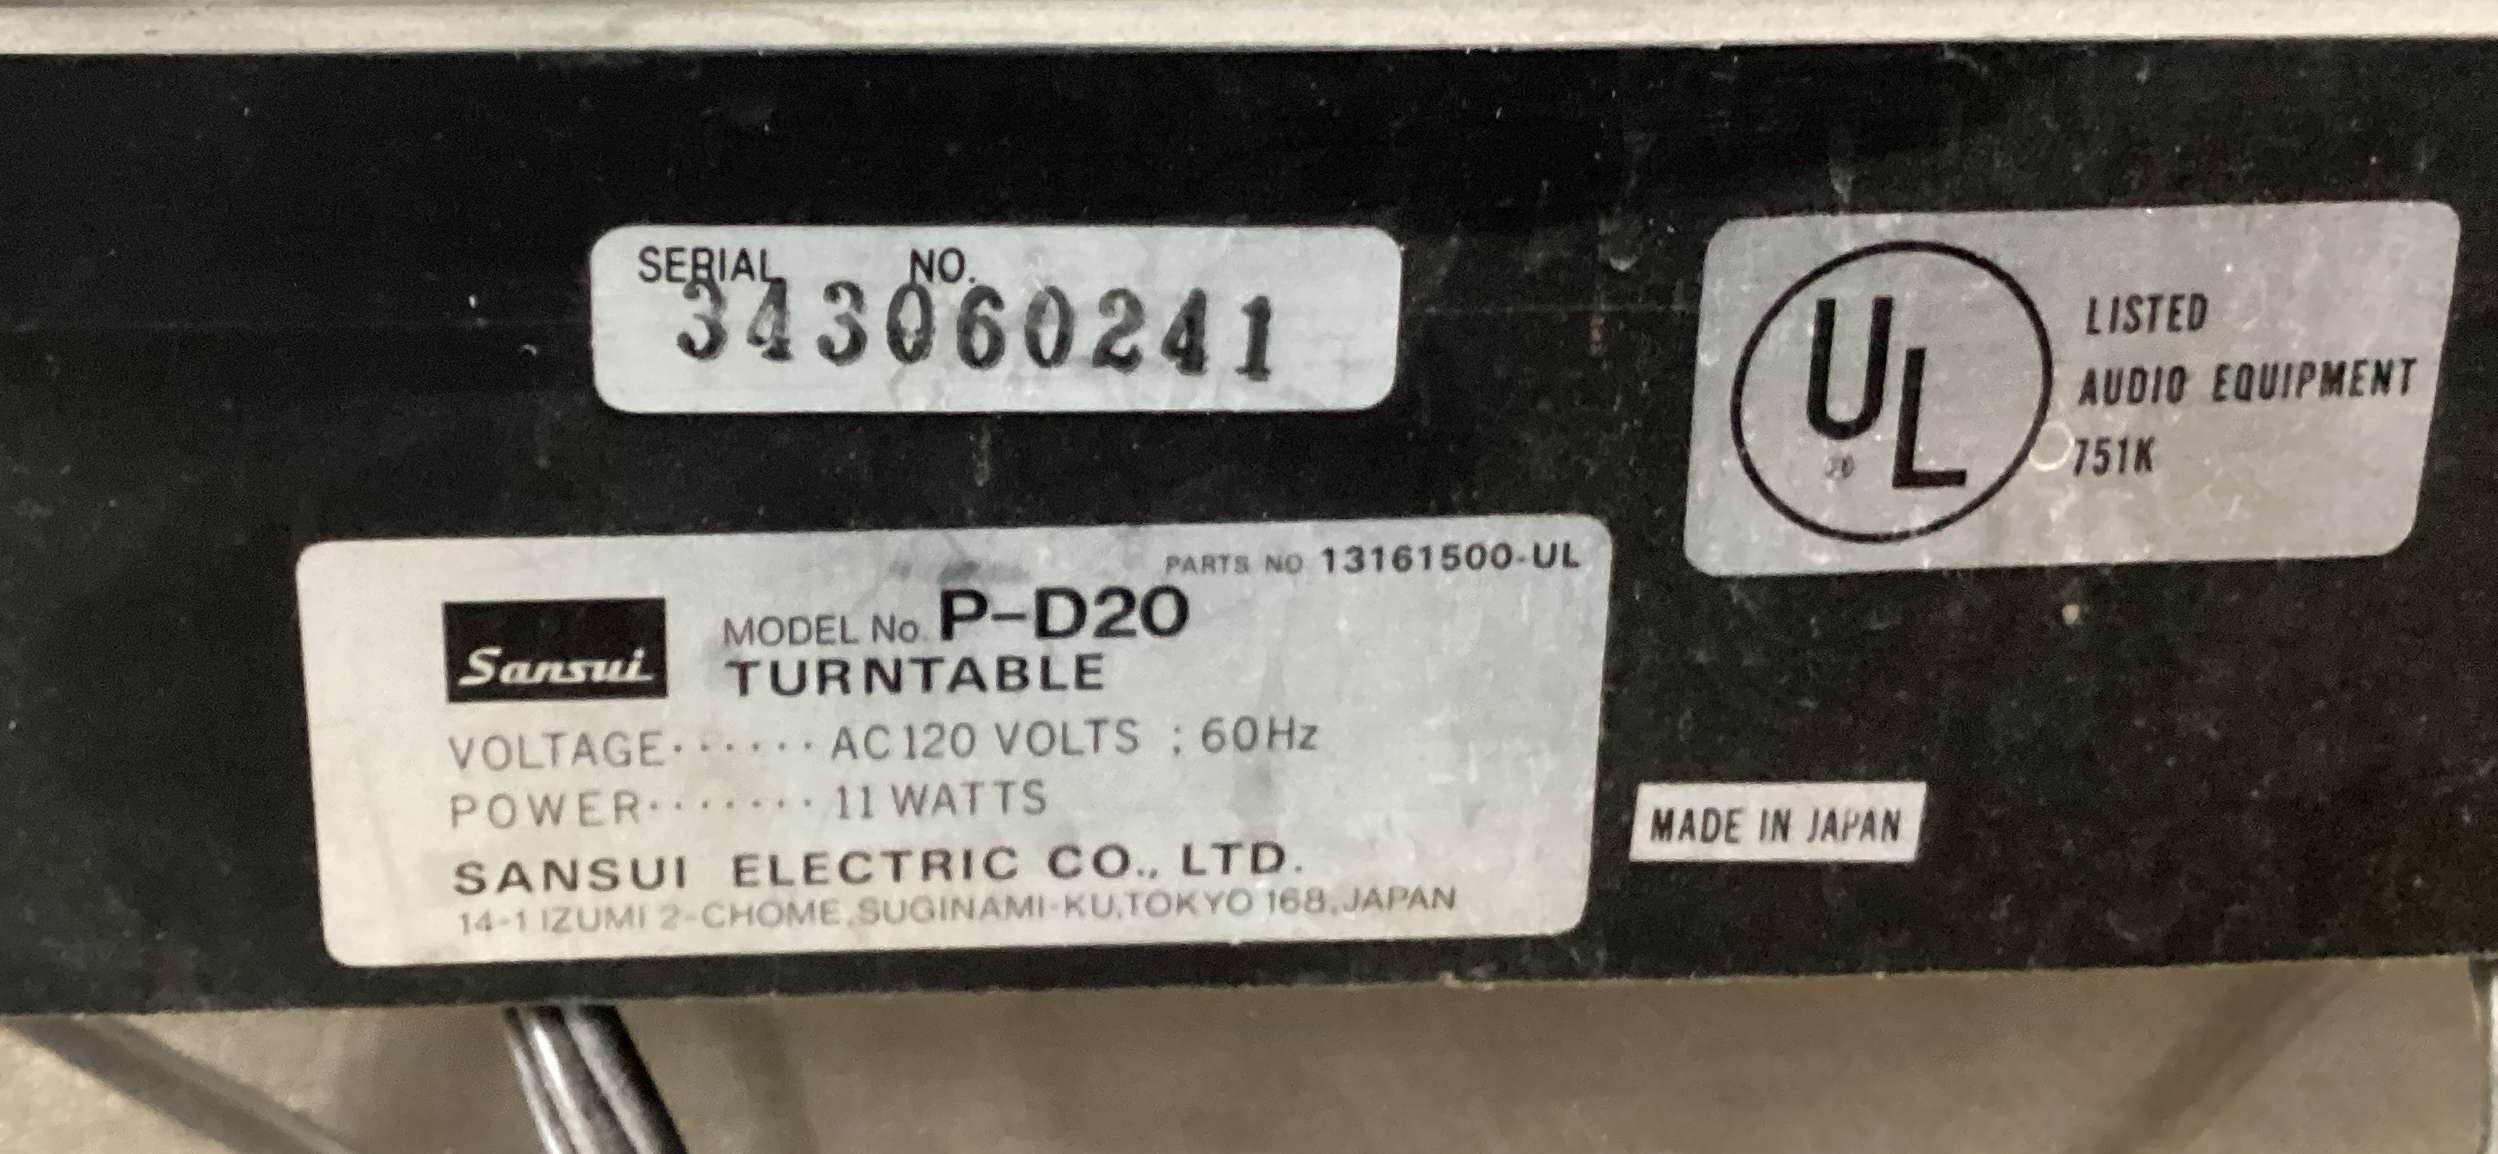 SERIAL NO.
343060241
UL
LISTED
AUDIO EQUIPMENT
751K
PARTS NO 13161500-UL
Sansui
MODEL No. P-D20
TURNTABLE
VOLTAGE······ AC 120 VOLTS ; 60Hz
POWER······· 11 WATTS
SANSUI ELECTRIC CO., LTD.
14-1 IZUMI 2-CHOME, SUGINAMI-KU, TOKYO 168, JAPAN
MADE IN JAPAN